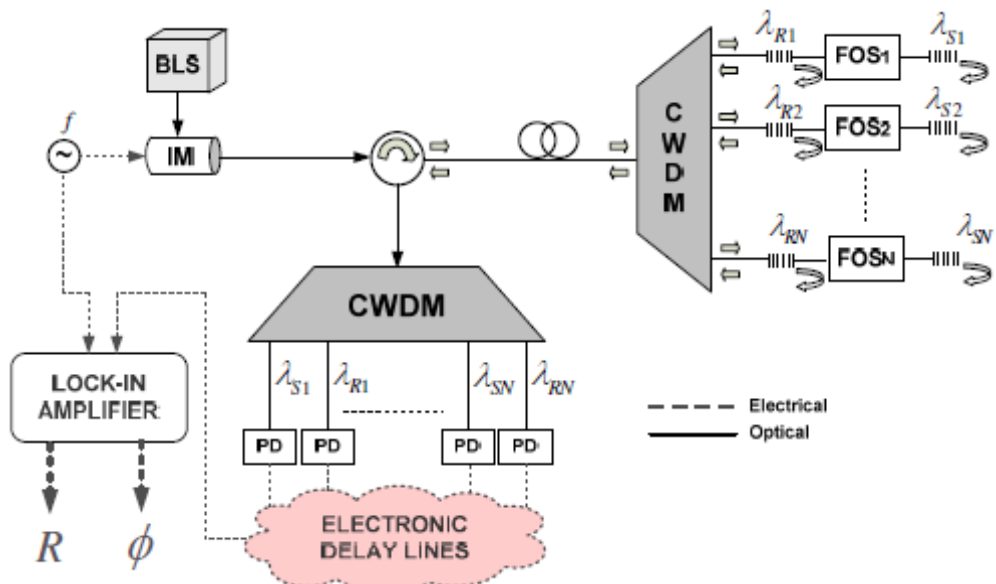 BLS
f
~
IM
C
W
D
M
λR1
FOS1
λS1
λR2
FOS2
λS2
λRN
FOSN
λSN
CWDM
λS1
λR1
λSN
λRN
PD
PD
PD
PD
LOCK-IN
AMPLIFIER
R
ϕ
ELECTRONIC
DELAY LINES
Electrical
Optical